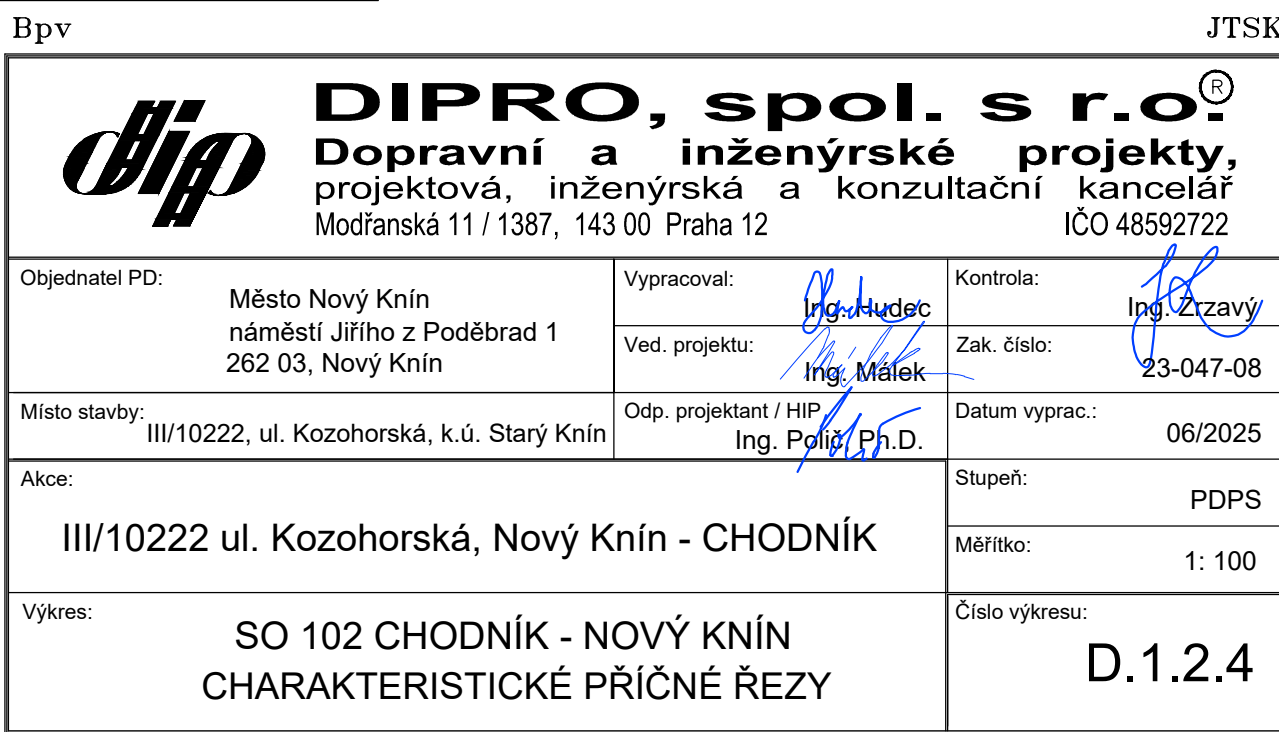 Bpv JTSK
dip
DIPRO, spol. s r.o.®
Dopravní a inženýrské projekty,
projektová, inženýrská a konzultační kancelář
Modřanská 11 / 1387, 143 00 Praha 12 IČO 48592722
Objednatel PD:
Město Nový Knín
náměstí Jiřího z Poděbrad 1
262 03, Nový Knín
Vypracoval:
Ing. Hudec
Kontrola:
Ing. Zrzavý
Ved. projektu:
Ing. Málek
Zak. číslo:
23-047-08
Místo stavby:
III/10222, ul. Kozohorská, k.ú. Starý Knín
Odp. projektant / HIP
Ing. Polič, Ph.D.
Datum vyprac.:
06/2025
Akce:
III/10222 ul. Kozohorská, Nový Knín - CHODNÍK
Stupeň:
PDPS
Měřítko:
1: 100
Výkres:
SO 102 CHODNÍK - NOVÝ KNÍN
CHARAKTERISTICKÉ PŘÍČNÉ ŘEZY
Číslo výkresu:
D.1.2.4